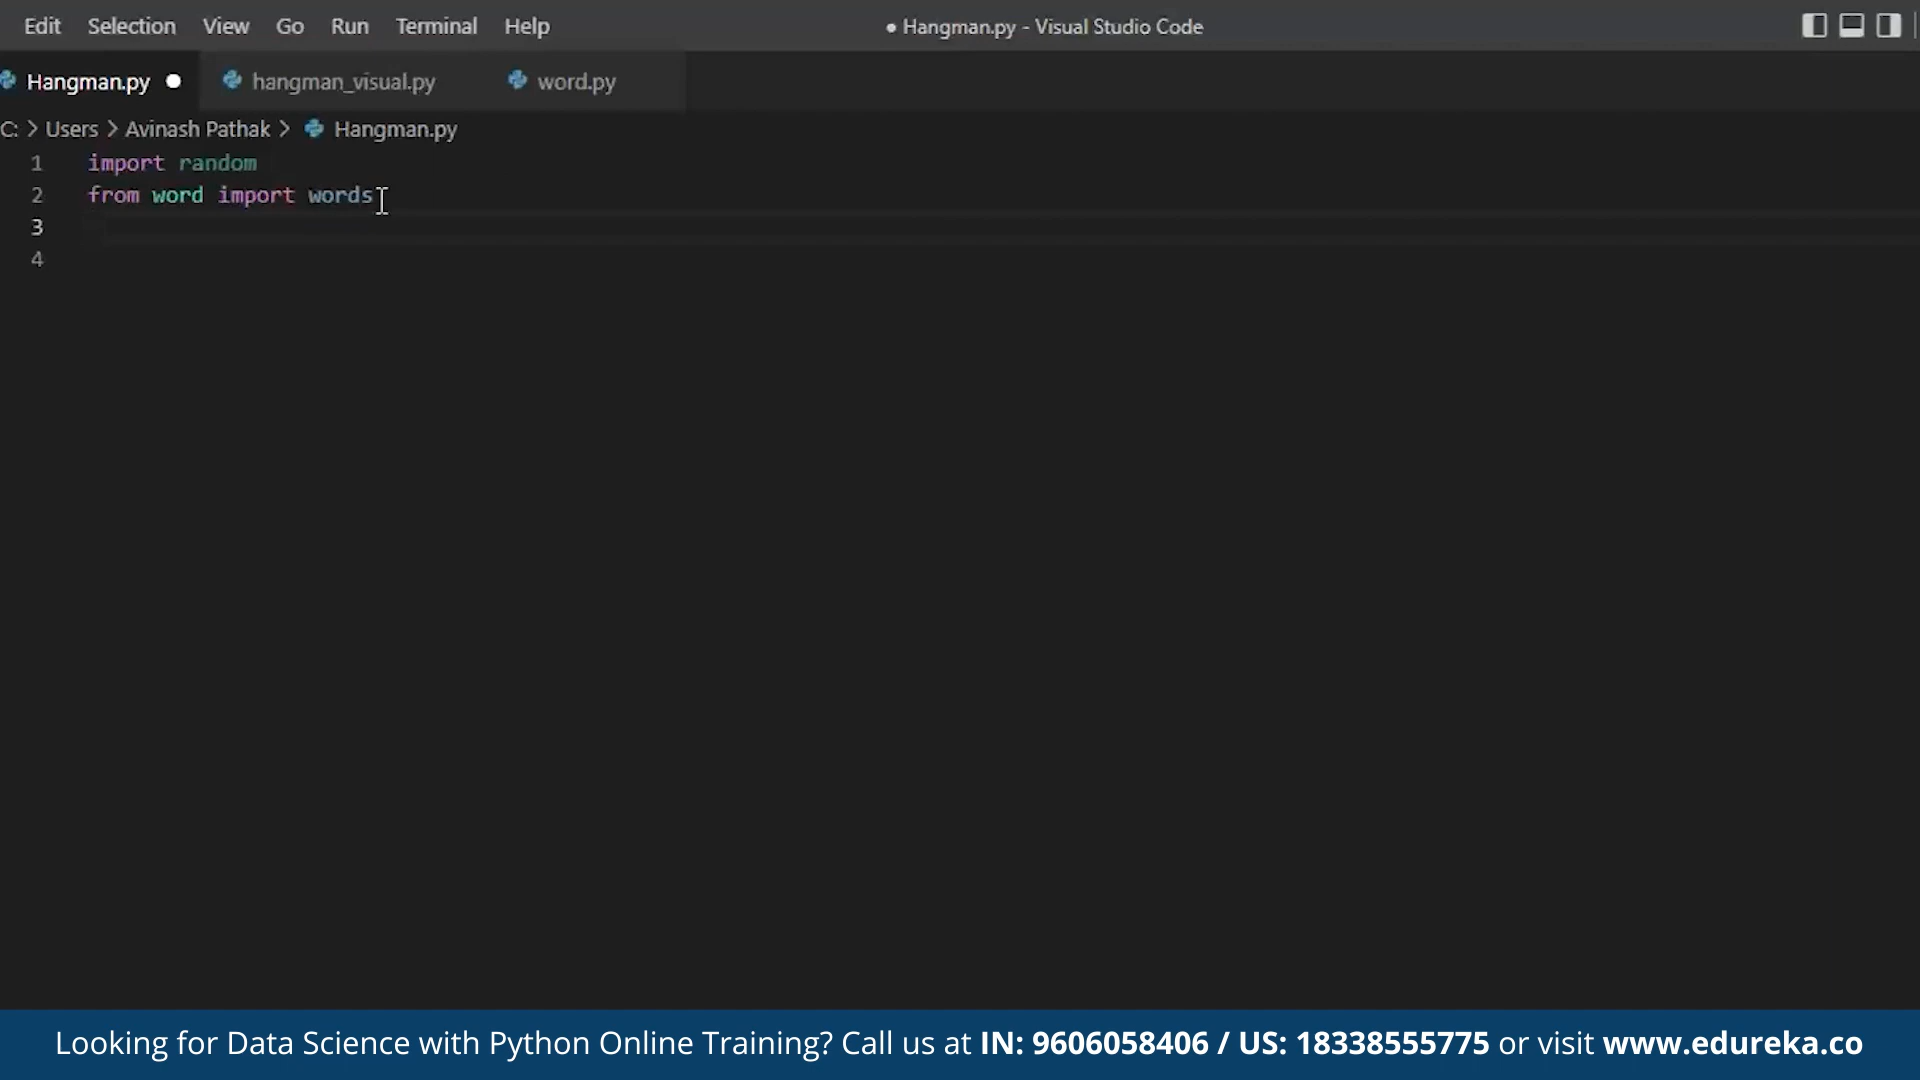 Edit Selection View Go Run Terminal Help ● Hangman.py - Visual Studio Code
Hangman.py ● hangman_visual.py word.py
C: > Users > Avinash Pathak > Hangman.py
1 import random
2 from word import words
3
4
Looking for Data Science with Python Online Training? Call us at IN: 9606058406 / US: 18338555775 or visit www.edureka.co